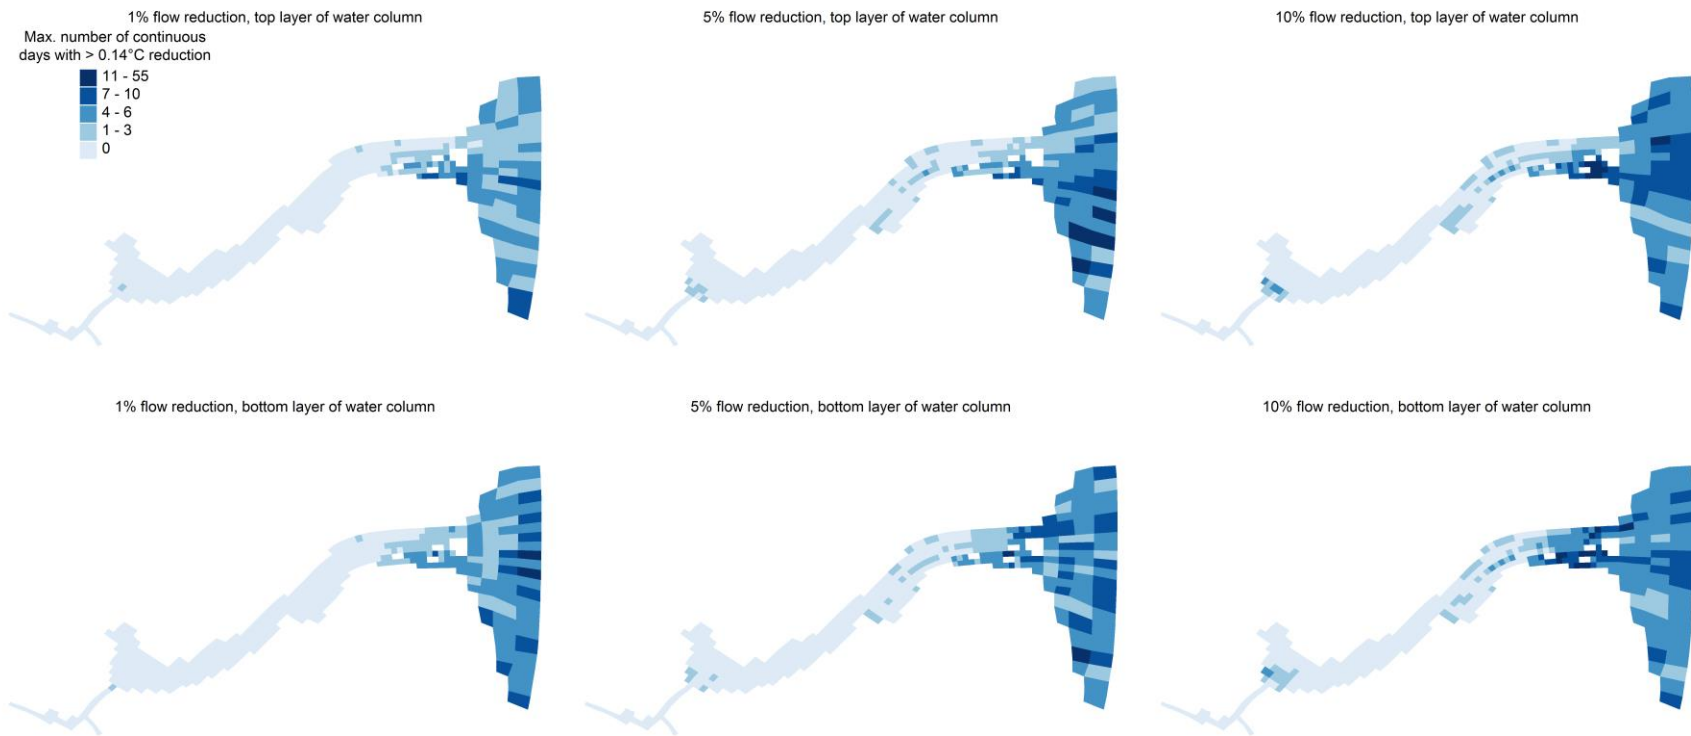 1% flow reduction, top layer of water column
5% flow reduction, top layer of water column
10% flow reduction, top layer of water column
Max. number of continuous
days with > 0.14°C reduction
11 - 55
7 - 10
4 - 6
1 - 3
0
1% flow reduction, bottom layer of water column
5% flow reduction, bottom layer of water column
10% flow reduction, bottom layer of water column